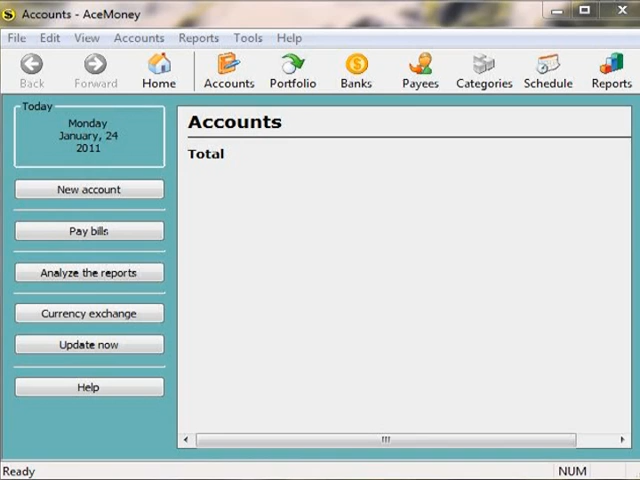 Accounts - AceMoney
File Edit View Accounts Reports Tools Help
Back Forward Home Accounts Portfolio Banks Payees Categories Schedule Reports
Today
Monday
January, 24
2011
New account
Pay bills
Analyze the reports
Currency exchange
Update now
Help
Accounts
Total
Ready NUM